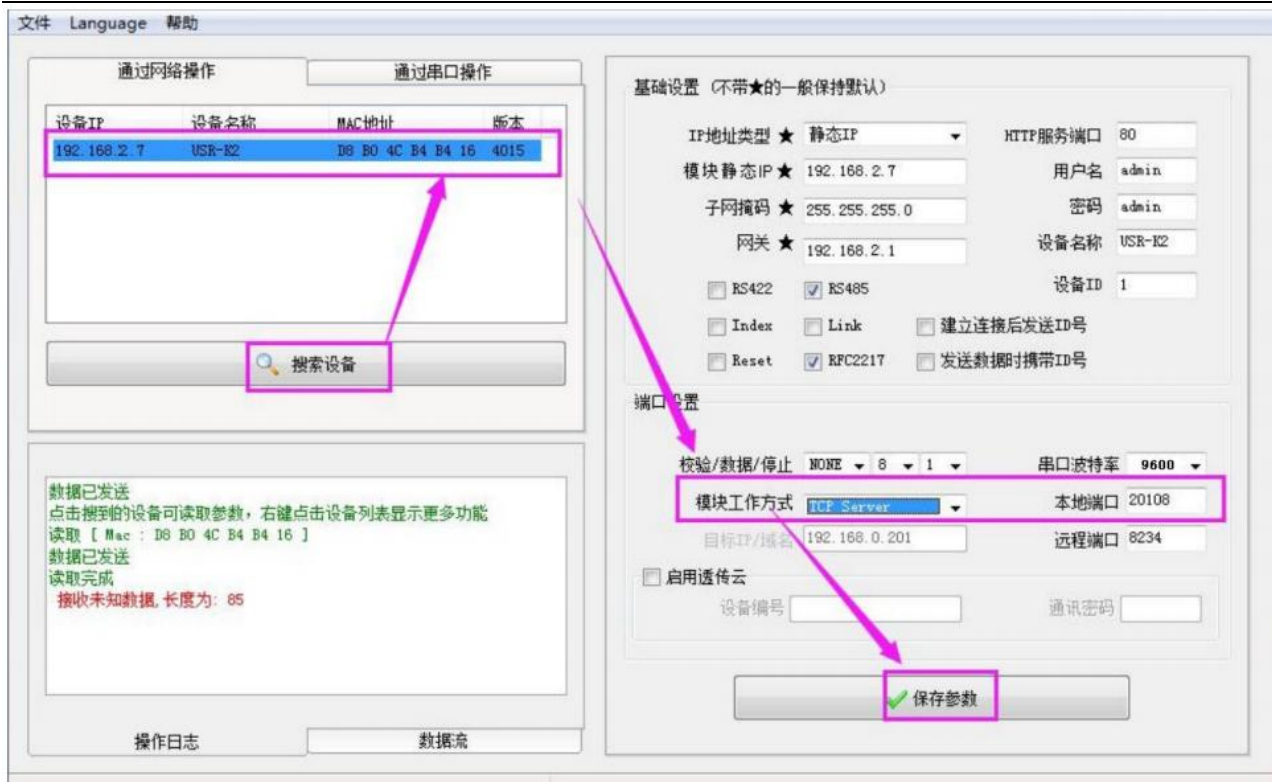 文件 Language 帮助
通过网络操作 通过串口操作
设备IP 设备名称 MAC地址 版本
192.168.2.7 USR-K2 D8 B0 4C B4 B4 16 4015
搜索设备
数据已发送
点击搜到的设备可读取参数，右键点击设备列表显示更多功能
读取 [ Mac : D8 B0 4C B4 B4 16 ]
数据已发送
读取完成
接收未知数据,长度为: 85
操作日志 数据流
基础设置 (不带★的一般保持默认)
IP地址类型 ★ 静态IP HTTP服务端口 80
模块静态IP★ 192.168.2.7 用户名 admin
子网掩码 ★ 255.255.255.0 密码 admin
网关 ★ 192.168.2.1 设备名称 USR-K2
RS422 RS485 设备ID 1
Index Link 建立连接后发送ID号
Reset RFC2217 发送数据时携带ID号
端口设置
校验/数据/停止 NONE 8 1 串口波特率 9600
模块工作方式 TCP Server 本地端口 20108
目标IP/域名 192.168.0.201 远程端口 8234
启用透传云
设备编号 通讯密码
保存参数